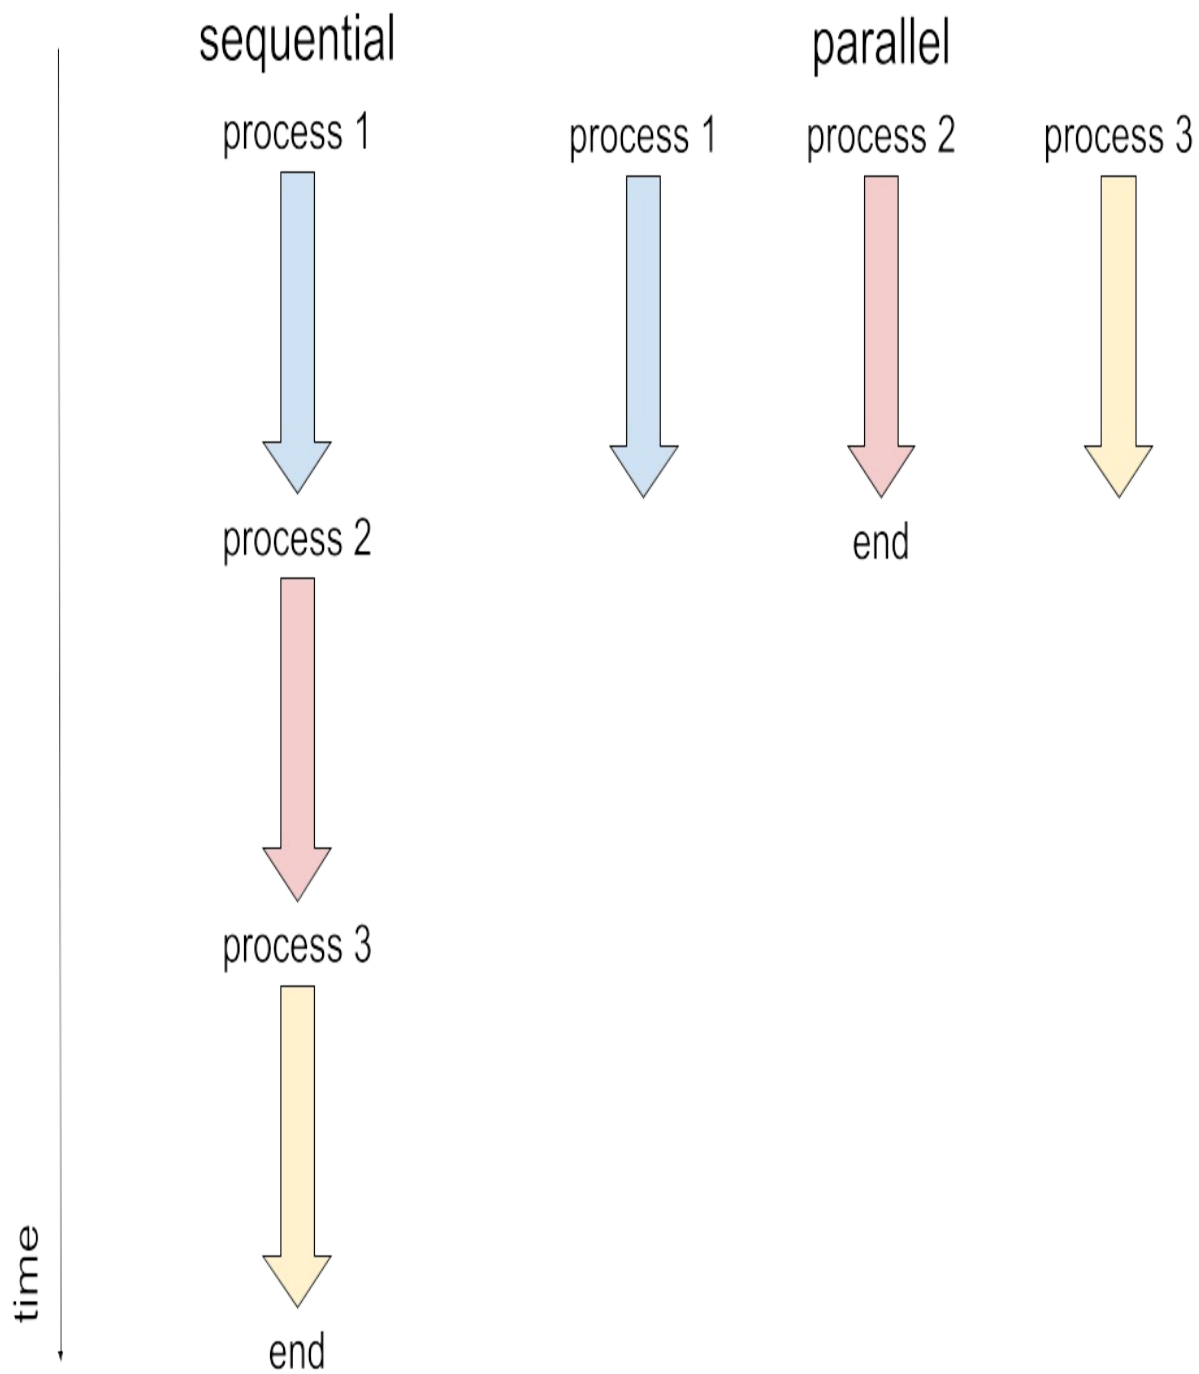 sequential
process 1
process 2
process 3
end
parallel
process 1
process 2
process 3
end
time